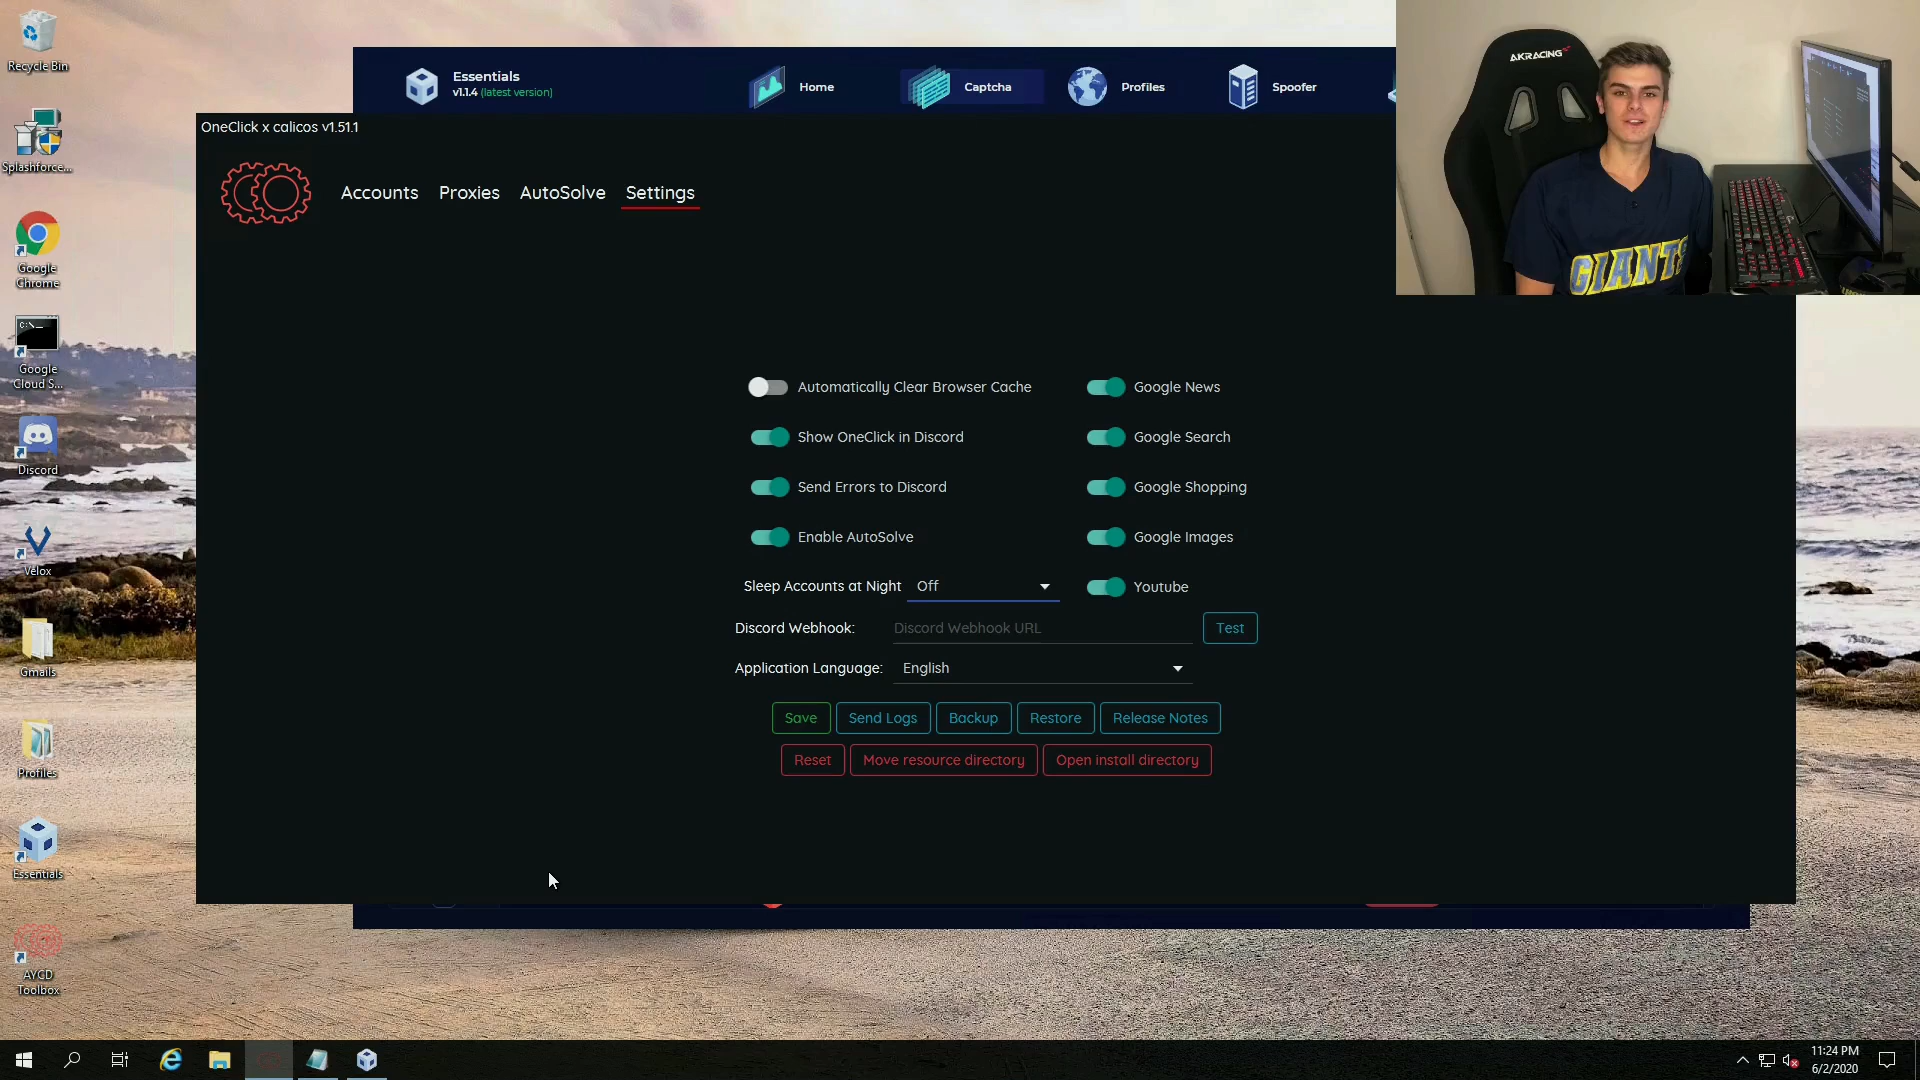 Recycle Bin
Splashforce...
Google
Chrome
Google
Cloud S...
Discord
Velox
Gmails
Profiles
Essentials
AYCD
Toolbox
Essentials
v1.1.4 (latest version)
Home
Captcha
Profiles
Spoofer
OneClick x calicos v1.51.1
Accounts
Proxies
AutoSolve
Settings
Automatically Clear Browser Cache
Google News
Show OneClick in Discord
Google Search
Send Errors to Discord
Google Shopping
Enable AutoSolve
Google Images
Sleep Accounts at Night Off
Youtube
Discord Webhook: Discord Webhook URL
Test
Application Language: English
Save
Send Logs
Backup
Restore
Release Notes
Reset
Move resource directory
Open install directory
AKRACING
GIANTS
11:24 PM
6/2/2020